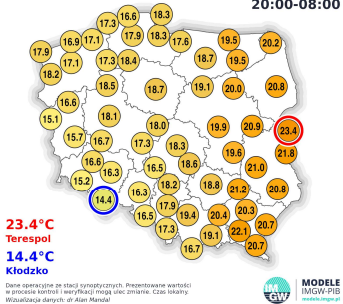 20:00-08:00
18.3
16.6
17.3
17.9 18.3
16.9 17.1 17.6 19.5 20.2
17.9
17.1 17.3 18.4 18.7 19.5
18.2
18.5 18.7 19.1 20.0 20.8
16.6
15.1 18.1 18.0 19.9 20.9 23.4
15.7 16.7 17.3 18.3 19.6 21.8
16.6 16.3 16.5 18.6 21.0
15.2 16.3 18.2 18.8 21.2 20.8
14.4 17.9
16.5 19.4 20.4 20.3
17.3 19.1 22.1 20.7
16.7 20.7
23.4°C
Terespol
14.4°C
Kłodzko
Dane operacyjne ze stacji synoptycznych. Prezentowane wartości
w procesie kontroli i weryfikacji mogą ulec zmianie. Czas lokalny.
Wizualizacja danych: dr Alan Mandal
IMGW
MODELE
IMGW-PIB